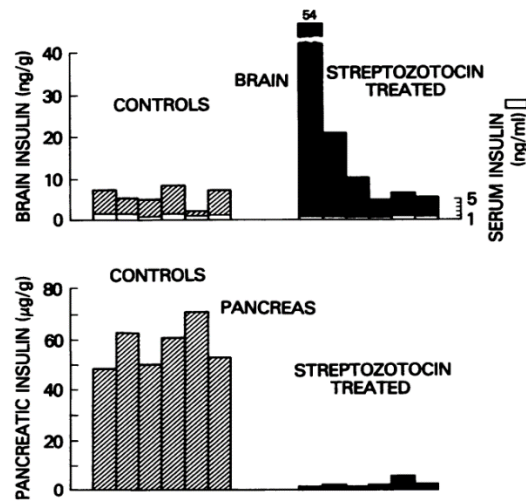 54
40
30
20
10
0
BRAIN INSULIN (ng/g)
CONTROLS
BRAIN
STREPTOZOTOCIN
TREATED
5
1
SERUM INSULIN
(ng/ml)
80
60
40
20
0
PANCREATIC INSULIN (μg/g)
CONTROLS
PANCREAS
STREPTOZOTOCIN
TREATED